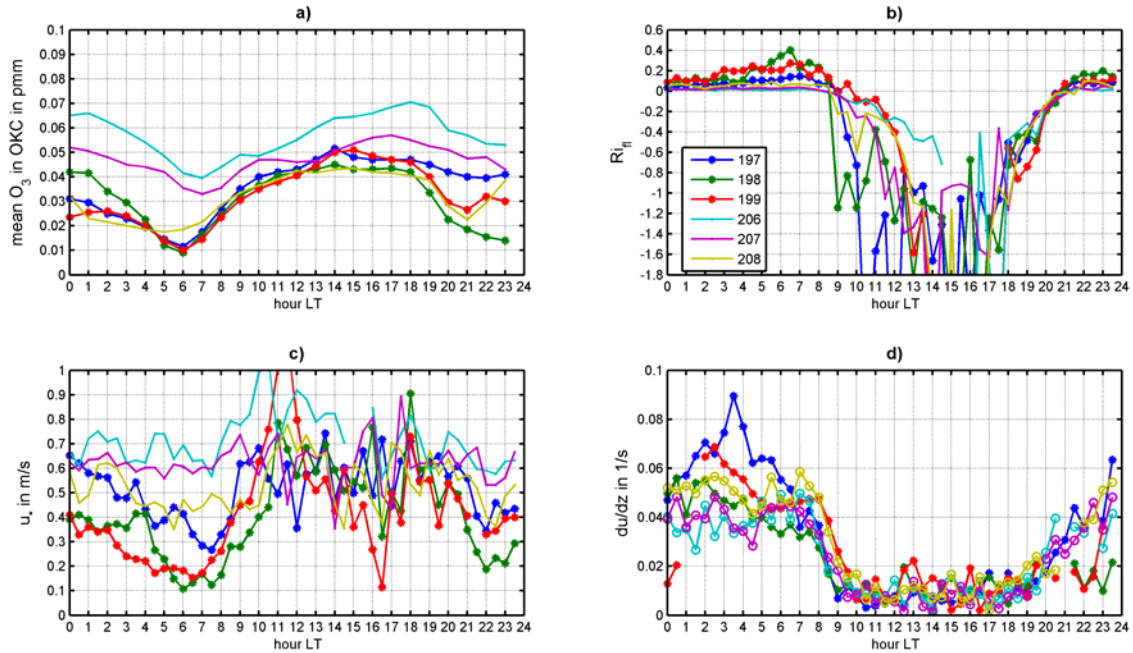 a)
mean O3 in OKC in pmm
0.1
0.09
0.08
0.07
0.06
0.05
0.04
0.03
0.02
0.01
0
0 1 2 3 4 5 6 7 8 9 10 11 12 13 14 15 16 17 18 19 20 21 22 23 24
hour LT
b)
Rifl
0.6
0.4
0.2
0
-0.2
-0.4
-0.6
-0.8
-1
-1.2
-1.4
-1.6
-1.8
197
198
199
206
207
208
0 1 2 3 4 5 6 7 8 9 10 11 12 13 14 15 16 17 18 19 20 21 22 23 24
hour LT
c)
u* in m/s
1
0.9
0.8
0.7
0.6
0.5
0.4
0.3
0.2
0.1
0
0 1 2 3 4 5 6 7 8 9 10 11 12 13 14 15 16 17 18 19 20 21 22 23 24
hour LT
d)
du/dz in 1/s
0.1
0.08
0.06
0.04
0.02
0
0 1 2 3 4 5 6 7 8 9 10 11 12 13 14 15 16 17 18 19 20 21 22 23 24
hour LT